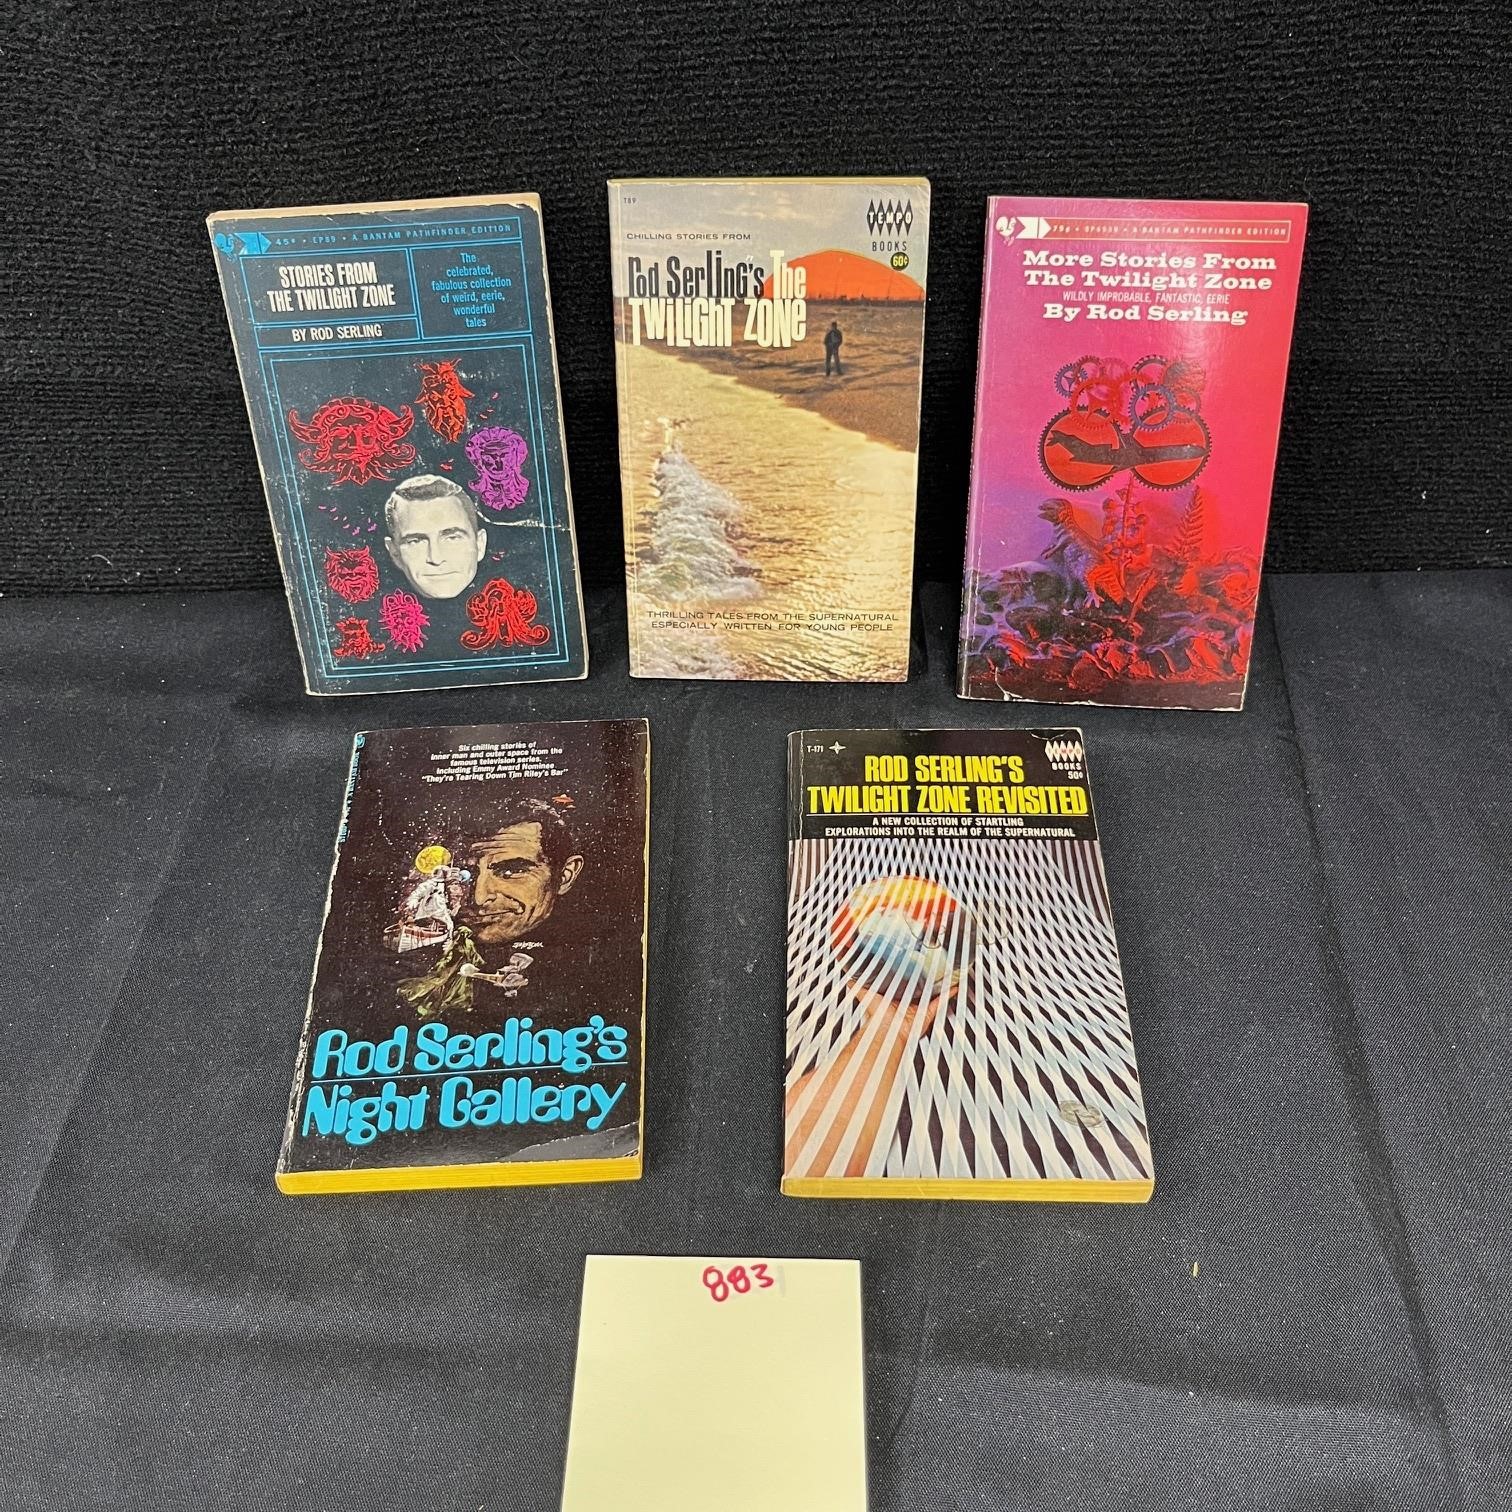 45¢ • EP89 • A BANTAM PATHFINDER EDITION
STORIES FROM
THE TWILIGHT ZONE
BY ROD SERLING
The
celebrated,
fabulous collection
of weird, eerie,
wonderful
tales
T89
TEMPO
BOOKS
60¢
CHILLING STORIES FROM
Rod Serling's The
TWILIGHT ZONE
THRILLING TALES FROM THE SUPERNATURAL
ESPECIALLY WRITTEN FOR YOUNG PEOPLE
75¢ • A BANTAM PATHFINDER EDITION
More Stories From
The Twilight Zone
WILDLY IMPROBABLE, FANTASTIC, EERIE
By Rod Serling
Six chilling stories of
inner man and outer space from the
famous television series.
Including Emmy Award Nominee
"They're Tearing Down Tim Riley's Bar"
Rod Serling's
Night Gallery
T-171
BOOKS
50¢
ROD SERLING'S
TWILIGHT ZONE REVISITED
A NEW COLLECTION OF STARTLING
EXPLORATIONS INTO THE REALM OF THE SUPERNATURAL
883